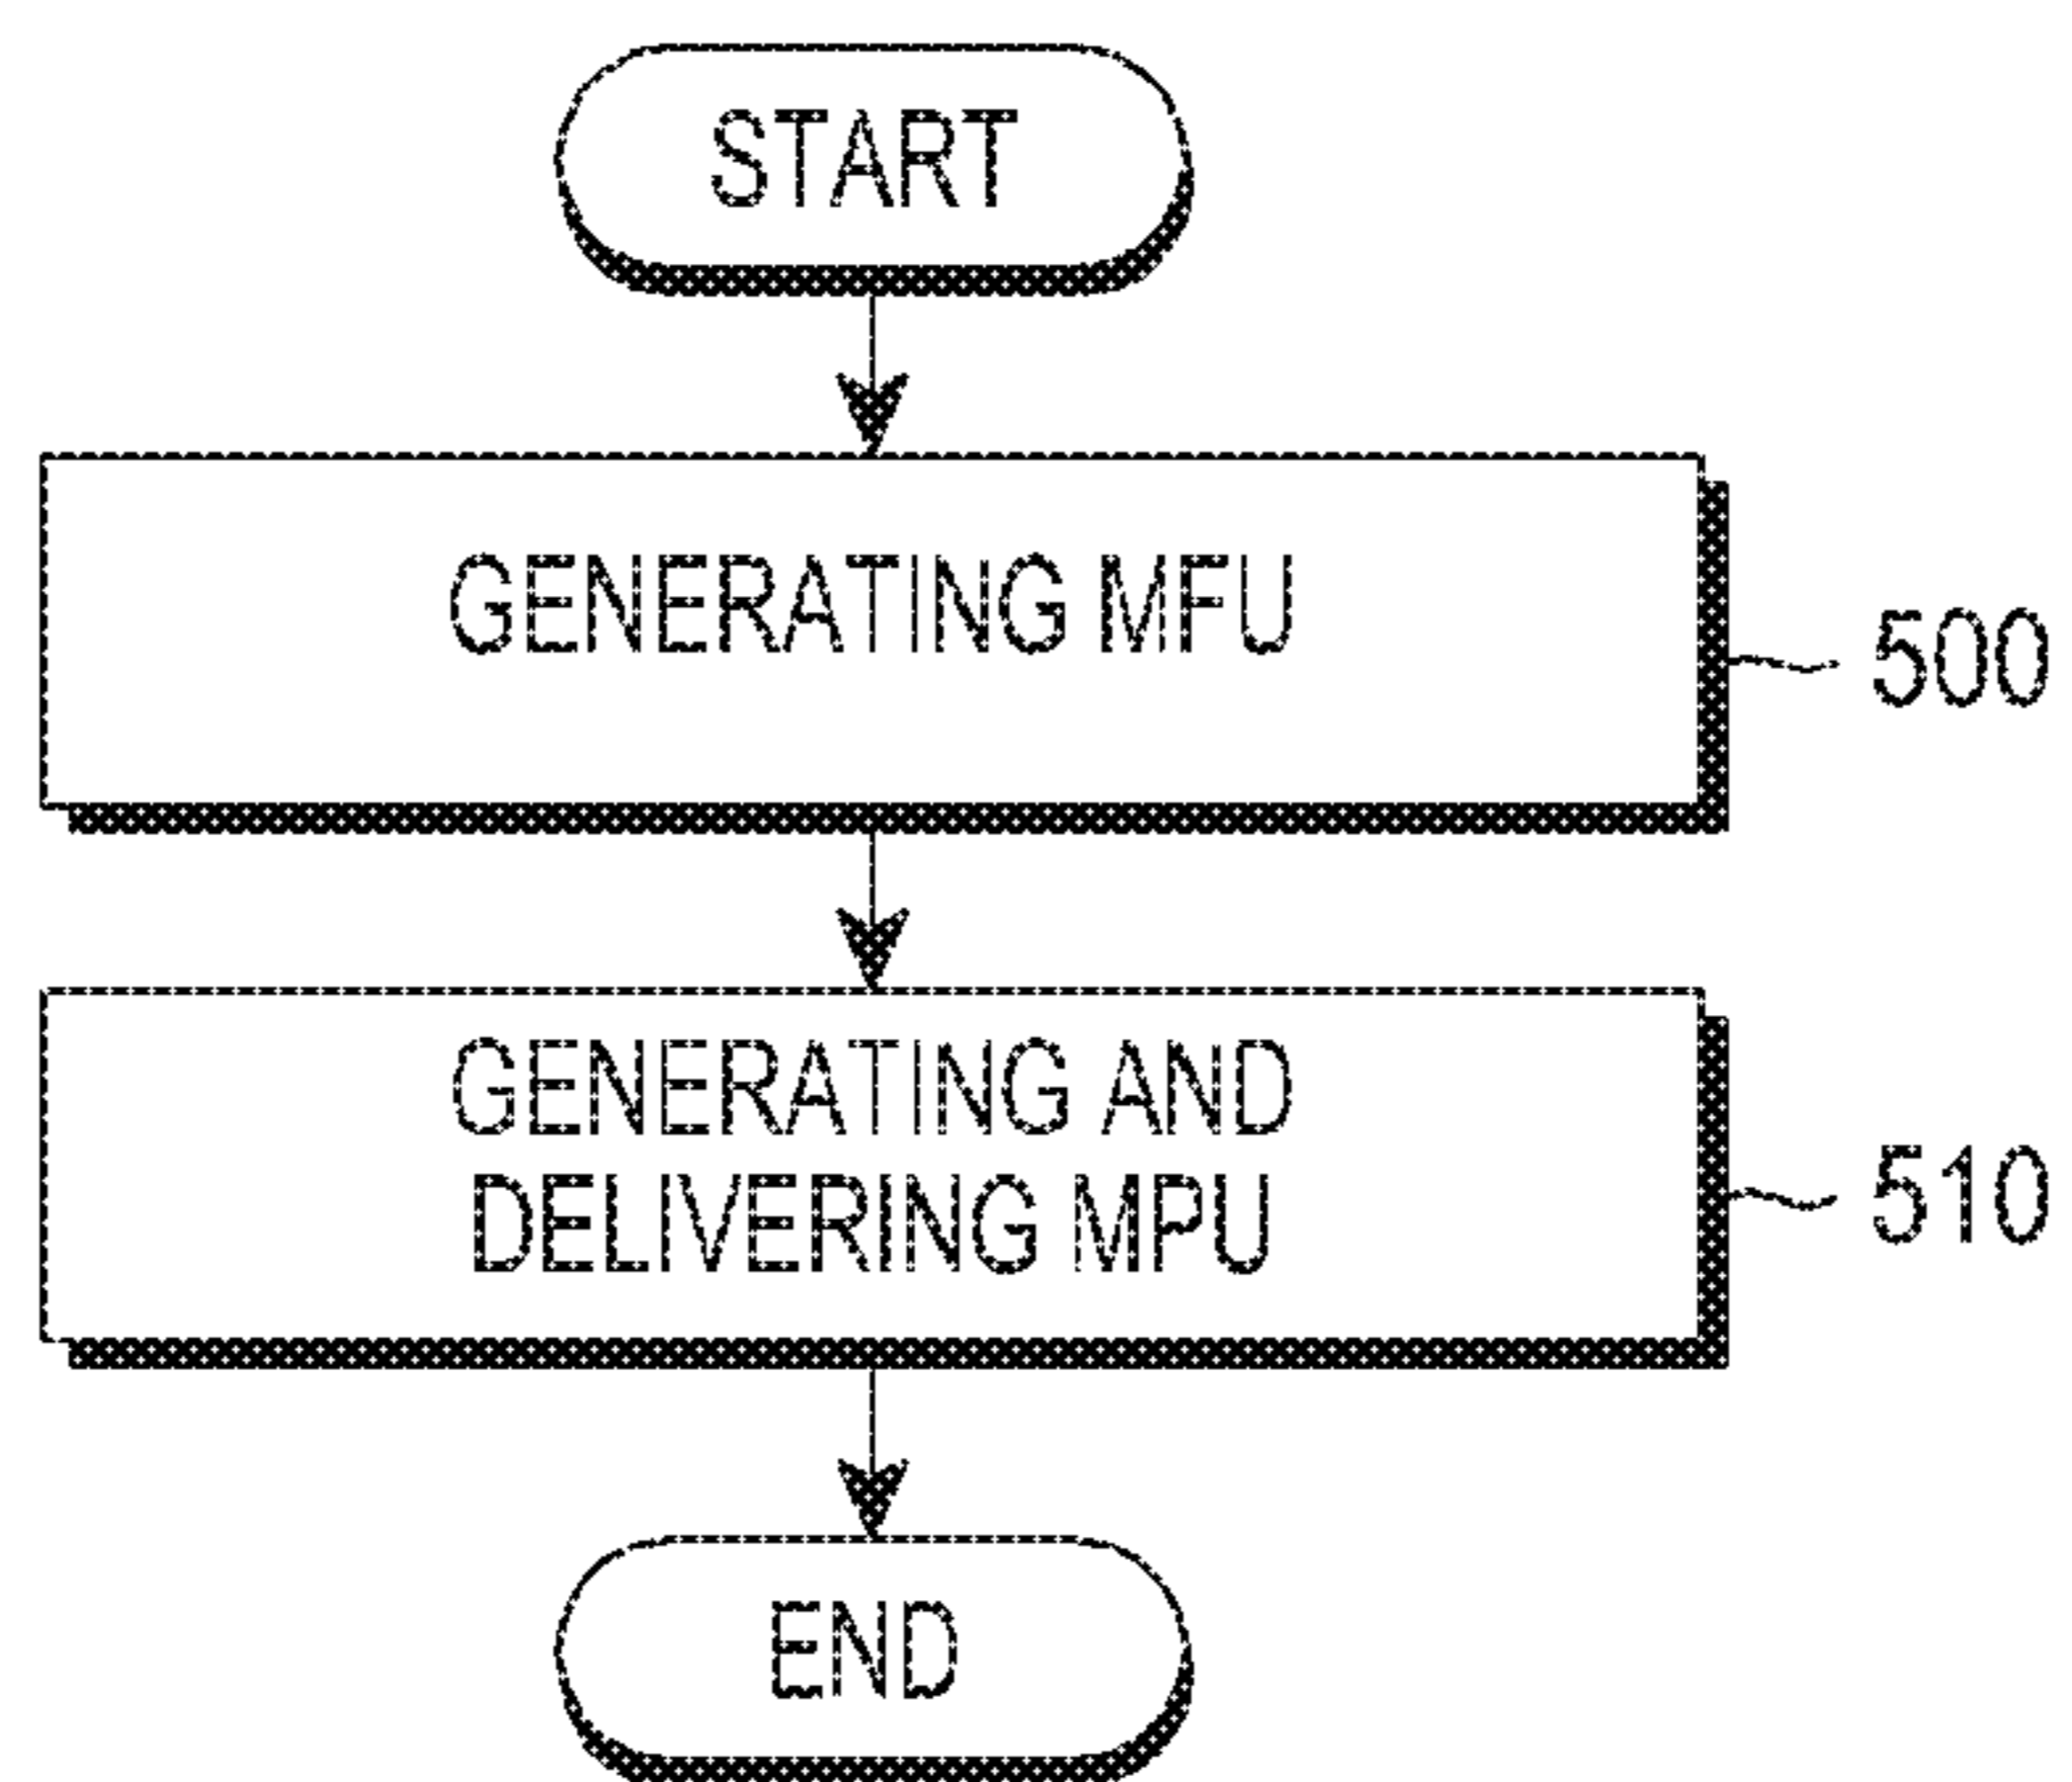 START
GENERATING MFU
500
GENERATING AND
DELIVERING MPU
510
END